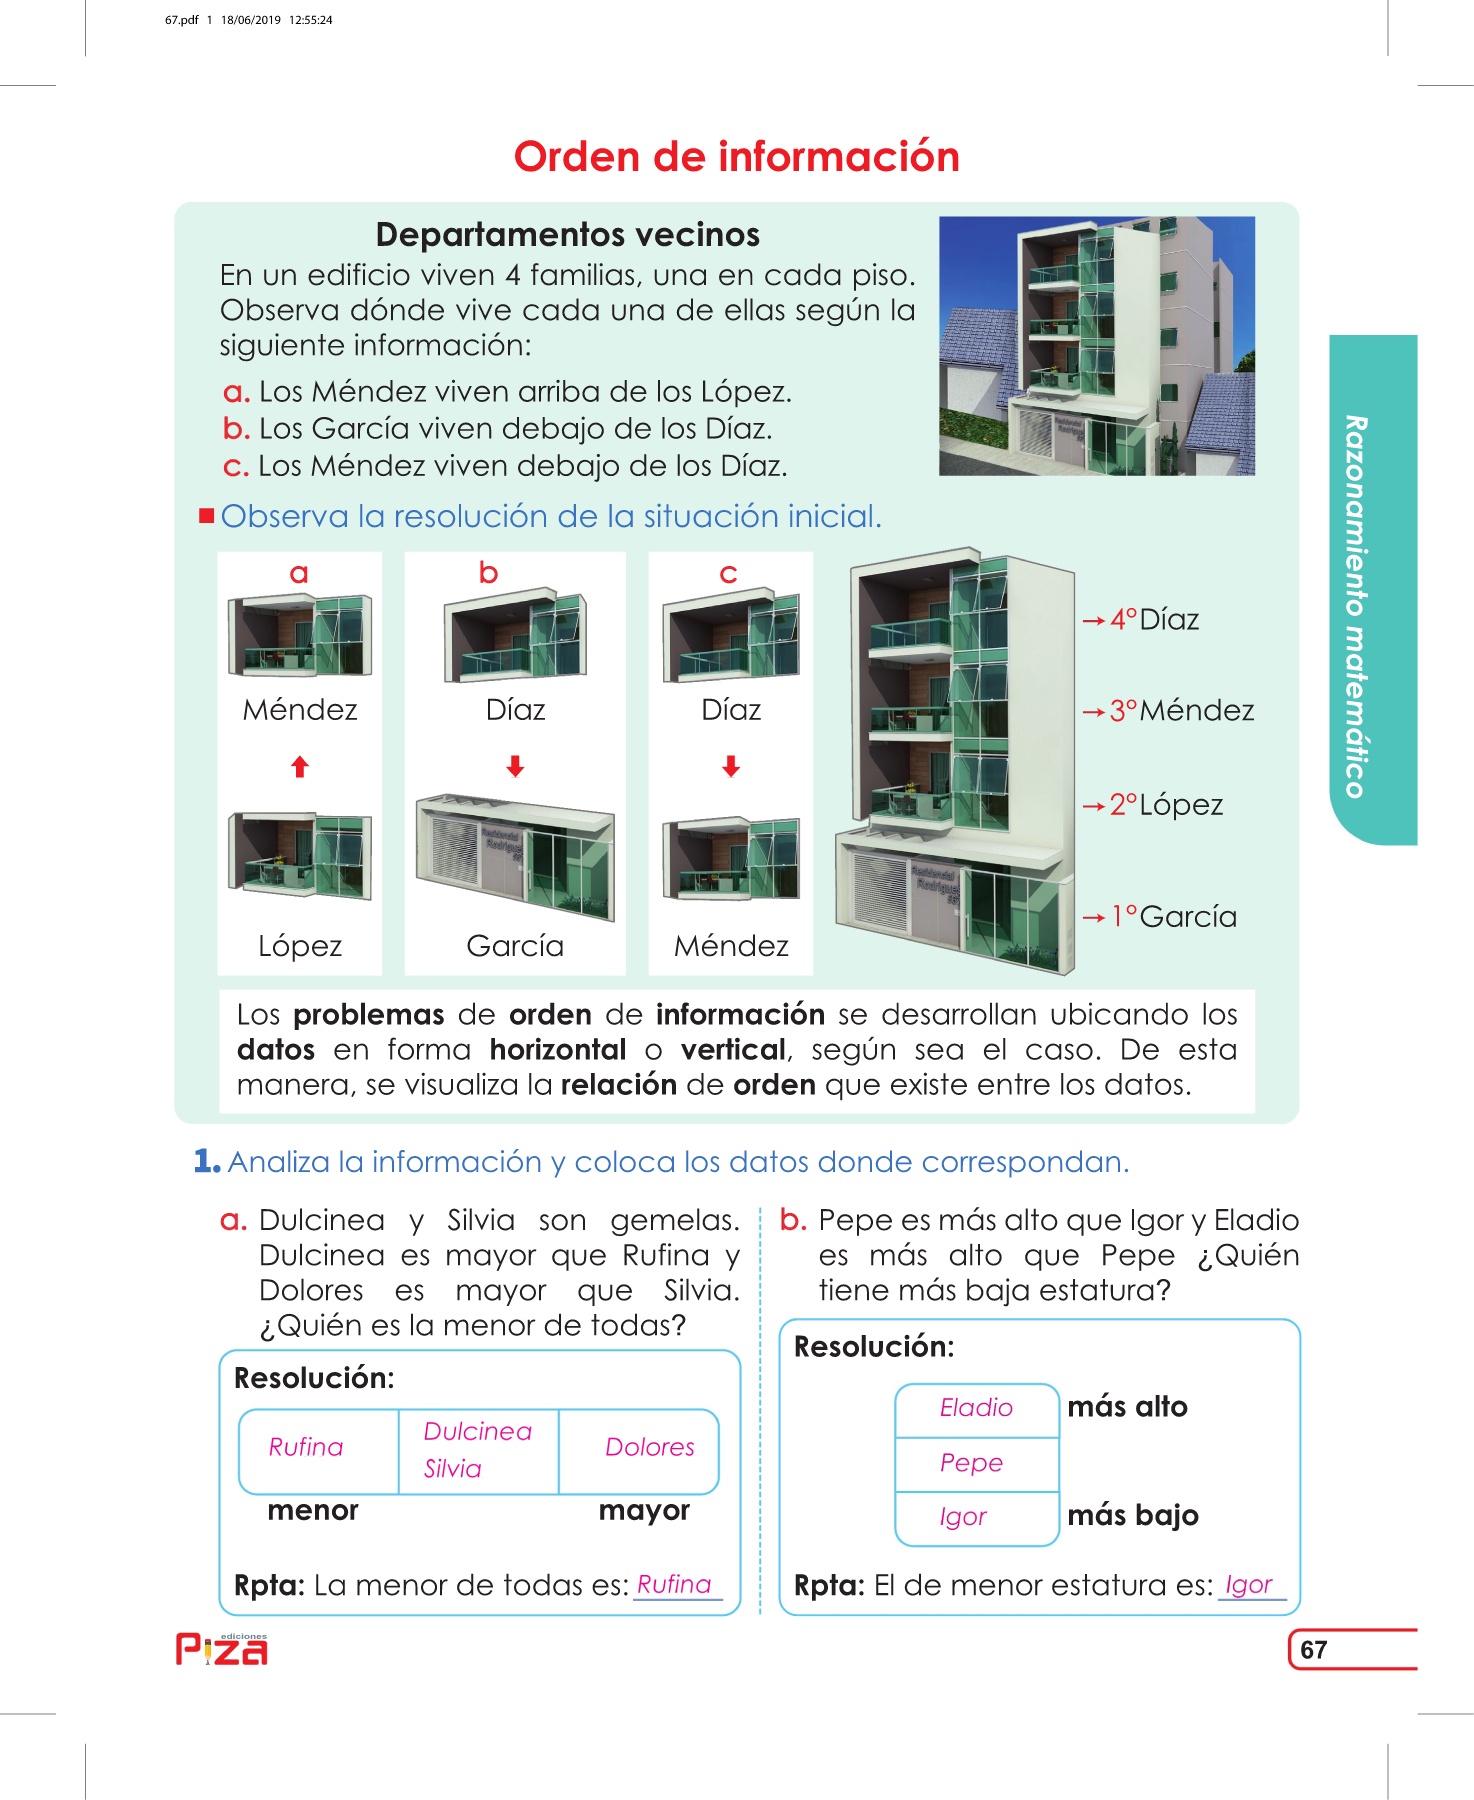 67.pdf 1 18/06/2019 12:55:24
Orden de información
Departamentos vecinos
En un edificio viven 4 familias, una en cada piso.
Observa dónde vive cada una de ellas según la
siguiente información:
a. Los Méndez viven arriba de los López.
b. Los García viven debajo de los Díaz.
c. Los Méndez viven debajo de los Díaz.
Observa la resolución de la situación inicial.
a
Méndez
López
b
Díaz
Residencial
Rodrigues
García
c
Díaz
Méndez
→4°Díaz
→3°Méndez
→2°López
Residencial
Rodrigues
→1°García
Los problemas de orden de información se desarrollan ubicando los
datos en forma horizontal o vertical, según sea el caso. De esta
manera, se visualiza la relación de orden que existe entre los datos.
Razonamiento matemático
1. Analiza la información y coloca los datos donde correspondan.
a. Dulcinea y Silvia son gemelas.
Dulcinea es mayor que Rufina y
Dolores es mayor que Silvia.
¿Quién es la menor de todas?
Resolución:
Rufina
Dulcinea
Silvia
Dolores
menor mayor
Rpta: La menor de todas es: Rufina
b. Pepe es más alto que Igor y Eladio
es más alto que Pepe ¿Quién
tiene más baja estatura?
Resolución:
Eladio más alto
Pepe
Igor más bajo
Rpta: El de menor estatura es: Igor
ediciones
Piza
67